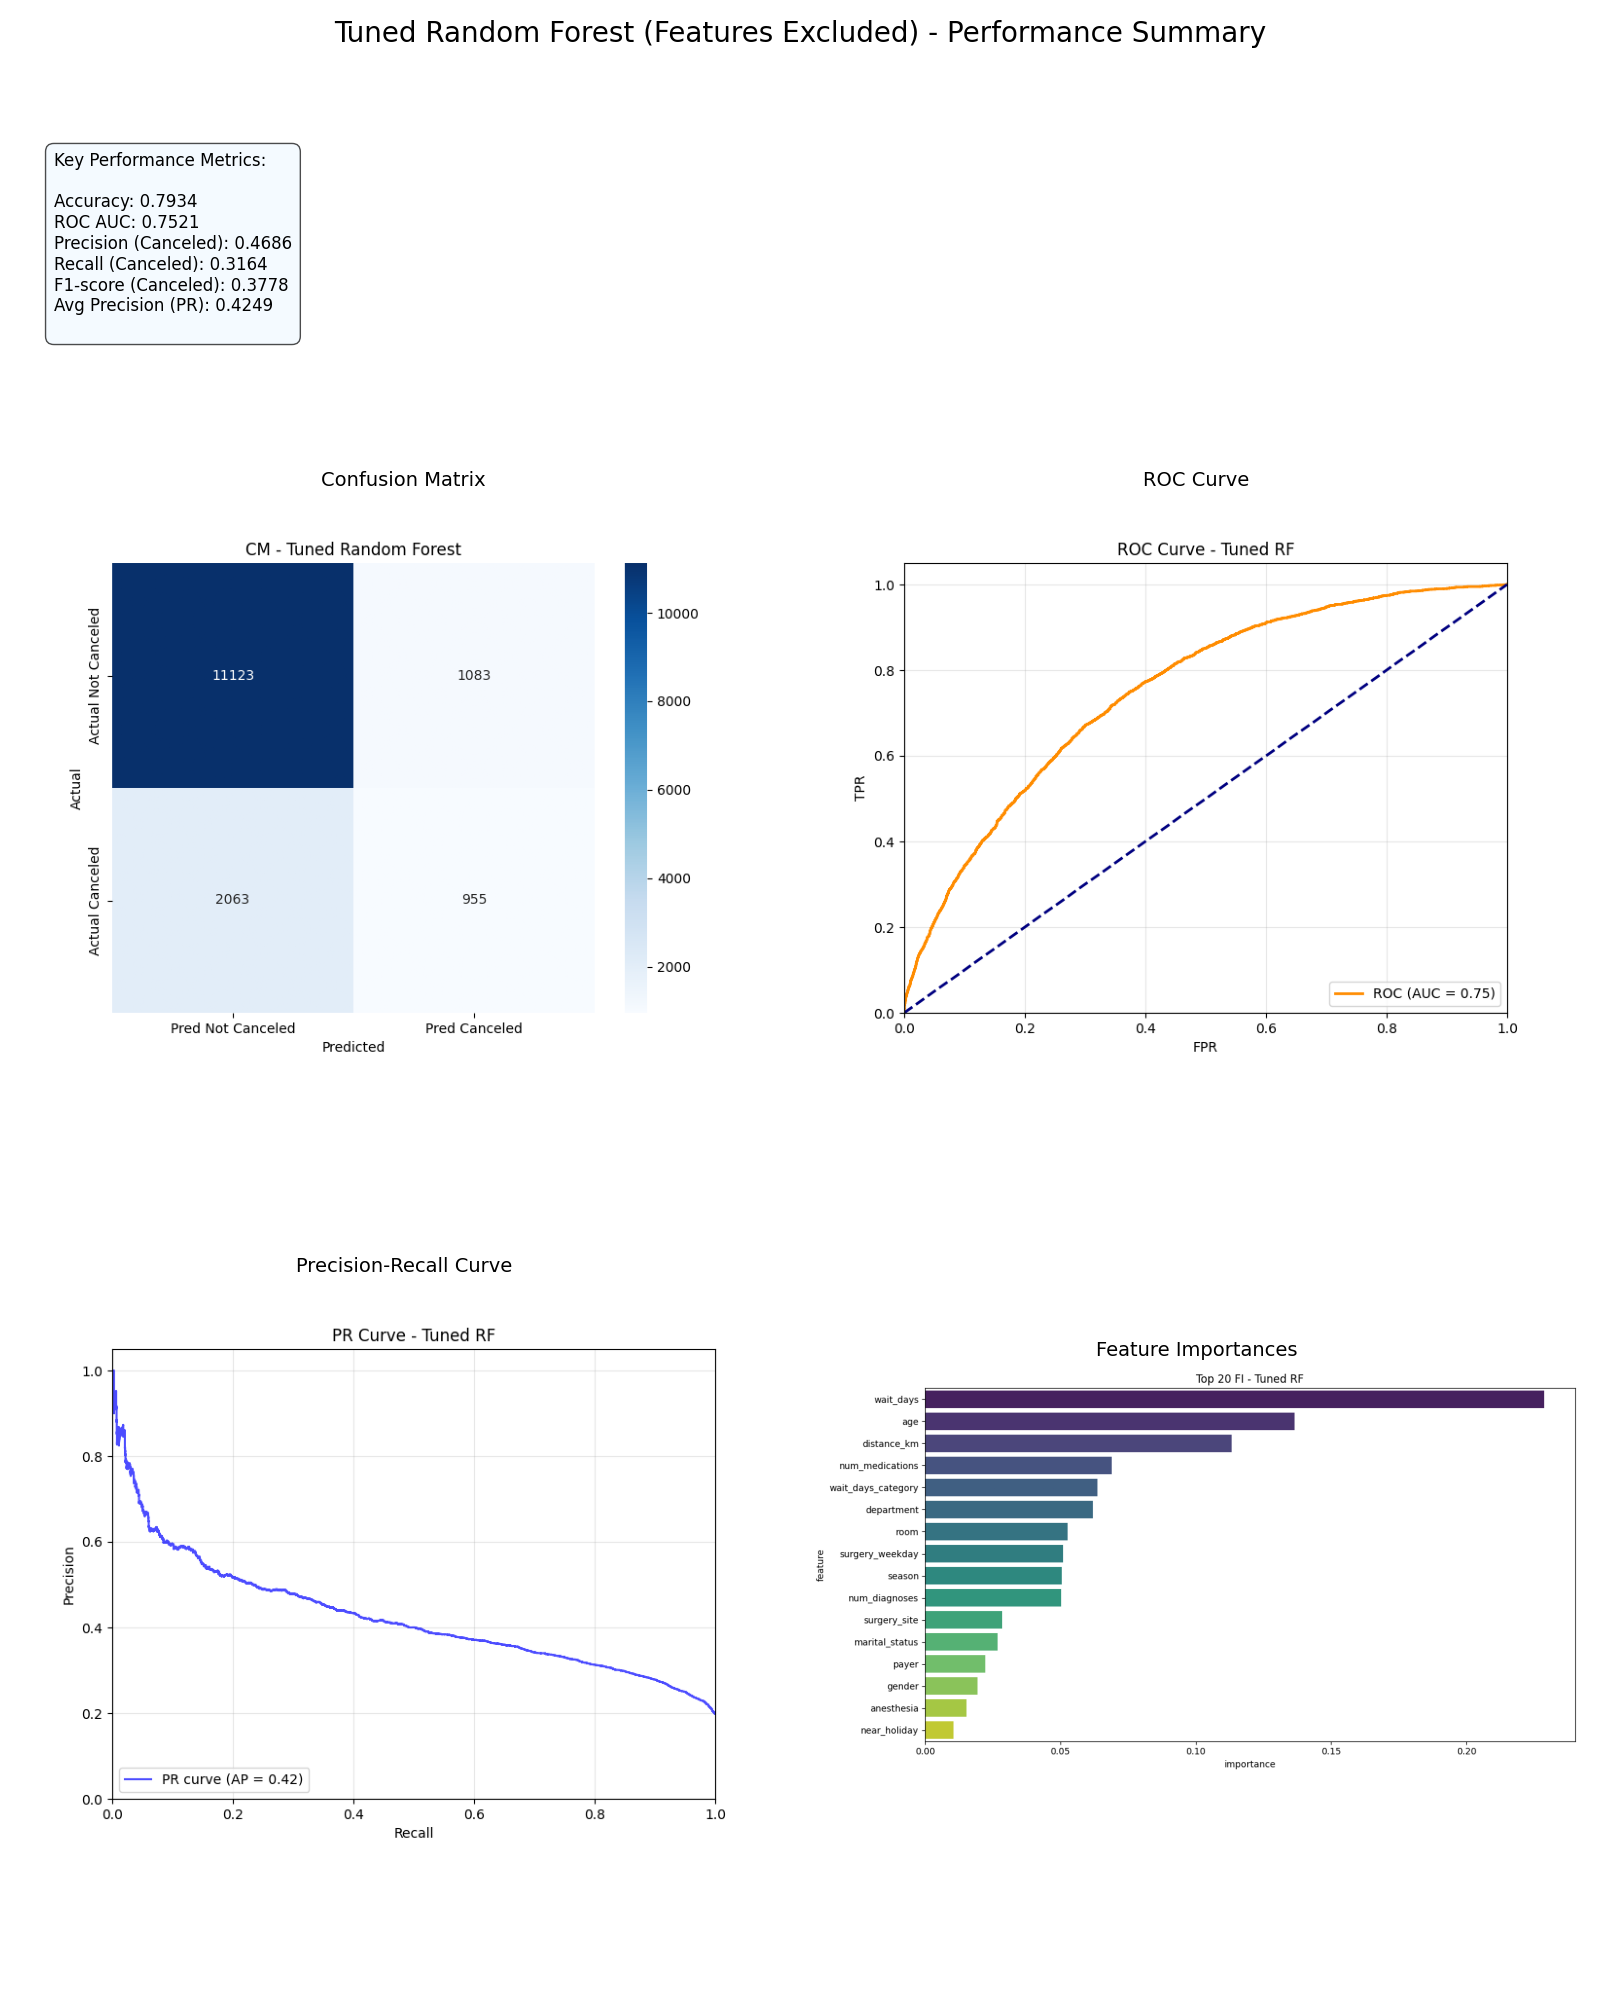 Tuned Random Forest (Features Excluded) - Performance Summary
Key Performance Metrics:
Accuracy: 0.7934
ROC AUC: 0.7521
Precision (Canceled): 0.4686
Recall (Canceled): 0.3164
F1-score (Canceled): 0.3778
Avg Precision (PR): 0.4249
Confusion Matrix
CM - Tuned Random Forest
Actual
Actual Not Canceled
Actual Canceled
11123
1083
2063
955
Pred Not Canceled
Pred Canceled
Predicted
10000
8000
6000
4000
2000
ROC Curve
ROC Curve - Tuned RF
TPR
1.0
0.8
0.6
0.4
0.2
0.0
ROC (AUC = 0.75)
0.0
0.2
0.4
0.6
0.8
1.0
FPR
Precision-Recall Curve
PR Curve - Tuned RF
Precision
1.0
0.8
0.6
0.4
0.2
0.0
PR curve (AP = 0.42)
0.0
0.2
0.4
0.6
0.8
1.0
Recall
Feature Importances
Top 20 FI - Tuned RF
feature
wait_days
age
distance_km
num_medications
wait_days_category
department
room
surgery_weekday
season
num_diagnoses
surgery_site
marital_status
payer
gender
anesthesia
near_holiday
0.00
0.05
0.10
0.15
0.20
importance